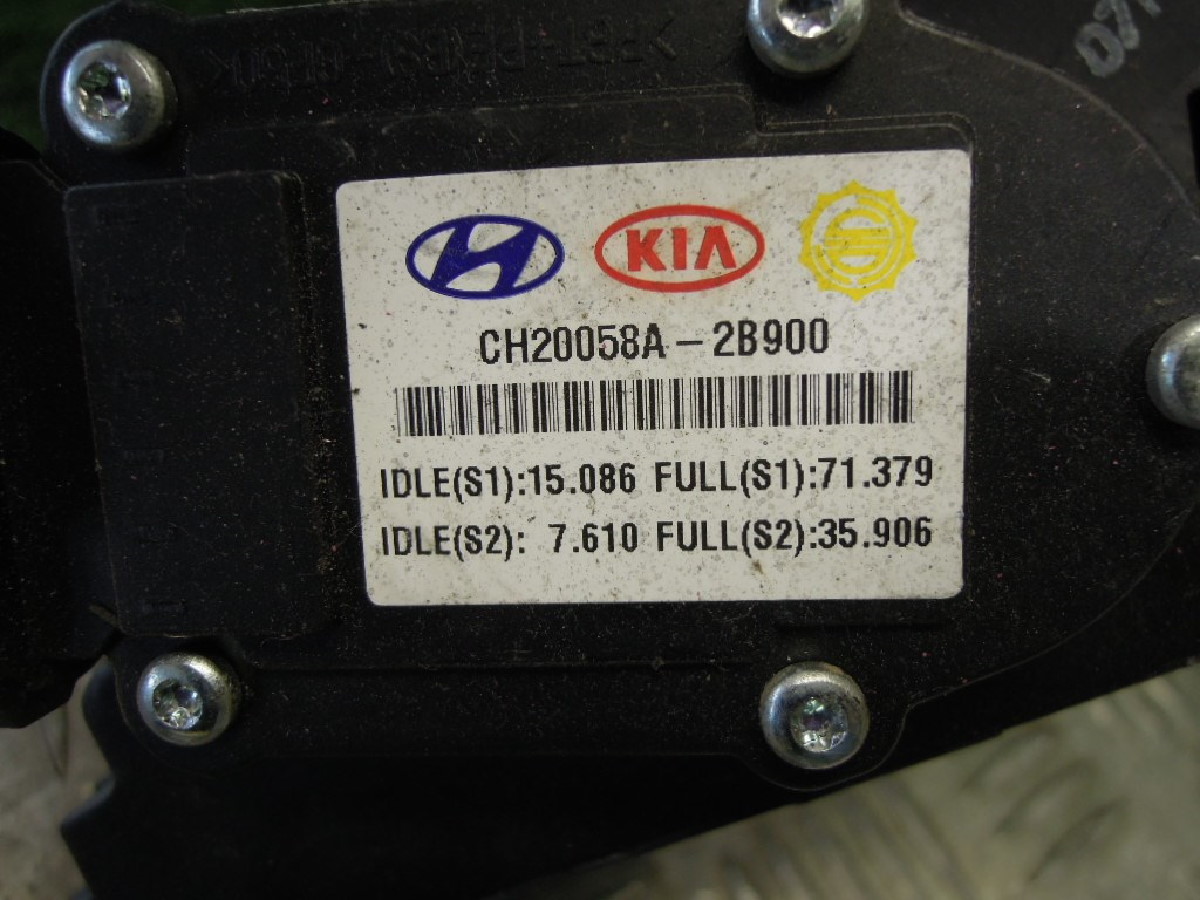 KIA
CH20058A-2B900
IDLE(S1):15.086 FULL(S1):71.379
IDLE(S2): 7.610 FULL(S2):35.906